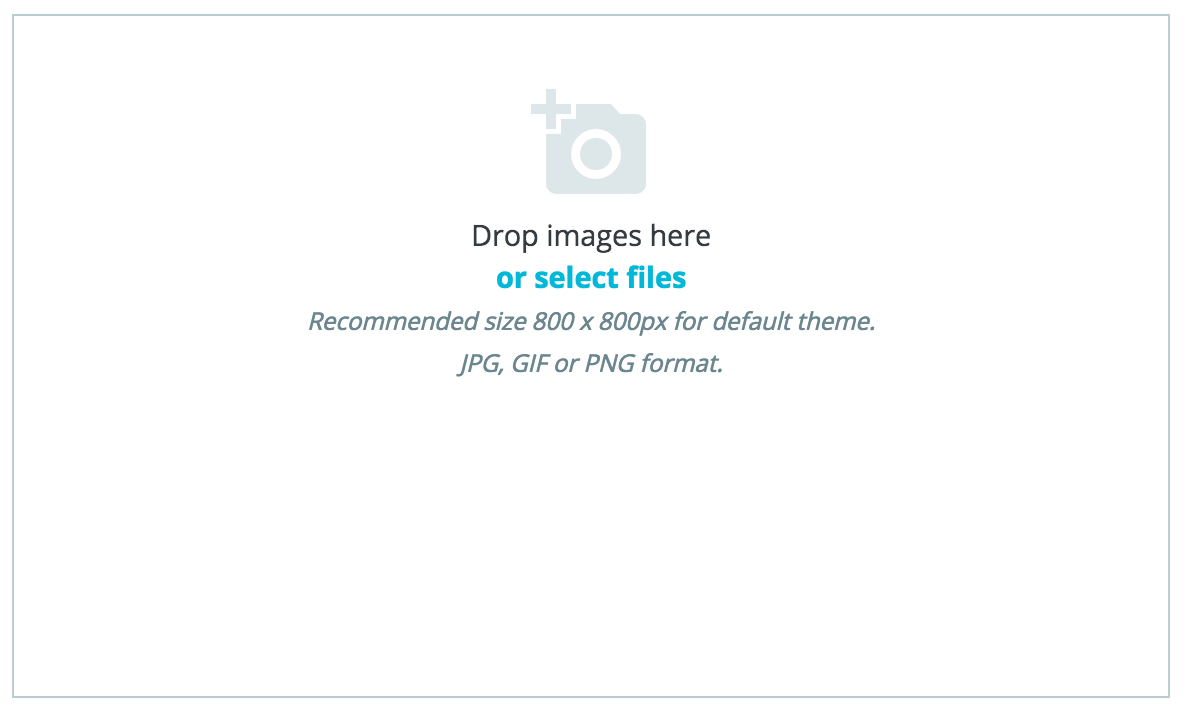 Drop images here
or select files
Recommended size 800 x 800px for default theme.
JPG, GIF or PNG format.